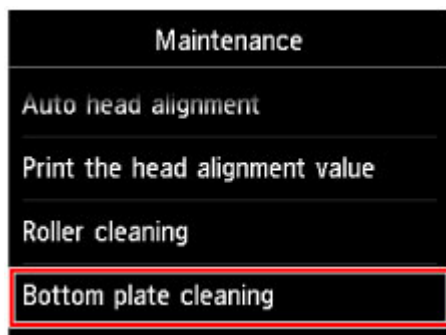 Maintenance
Auto head alignment
Print the head alignment value
Roller cleaning
Bottom plate cleaning